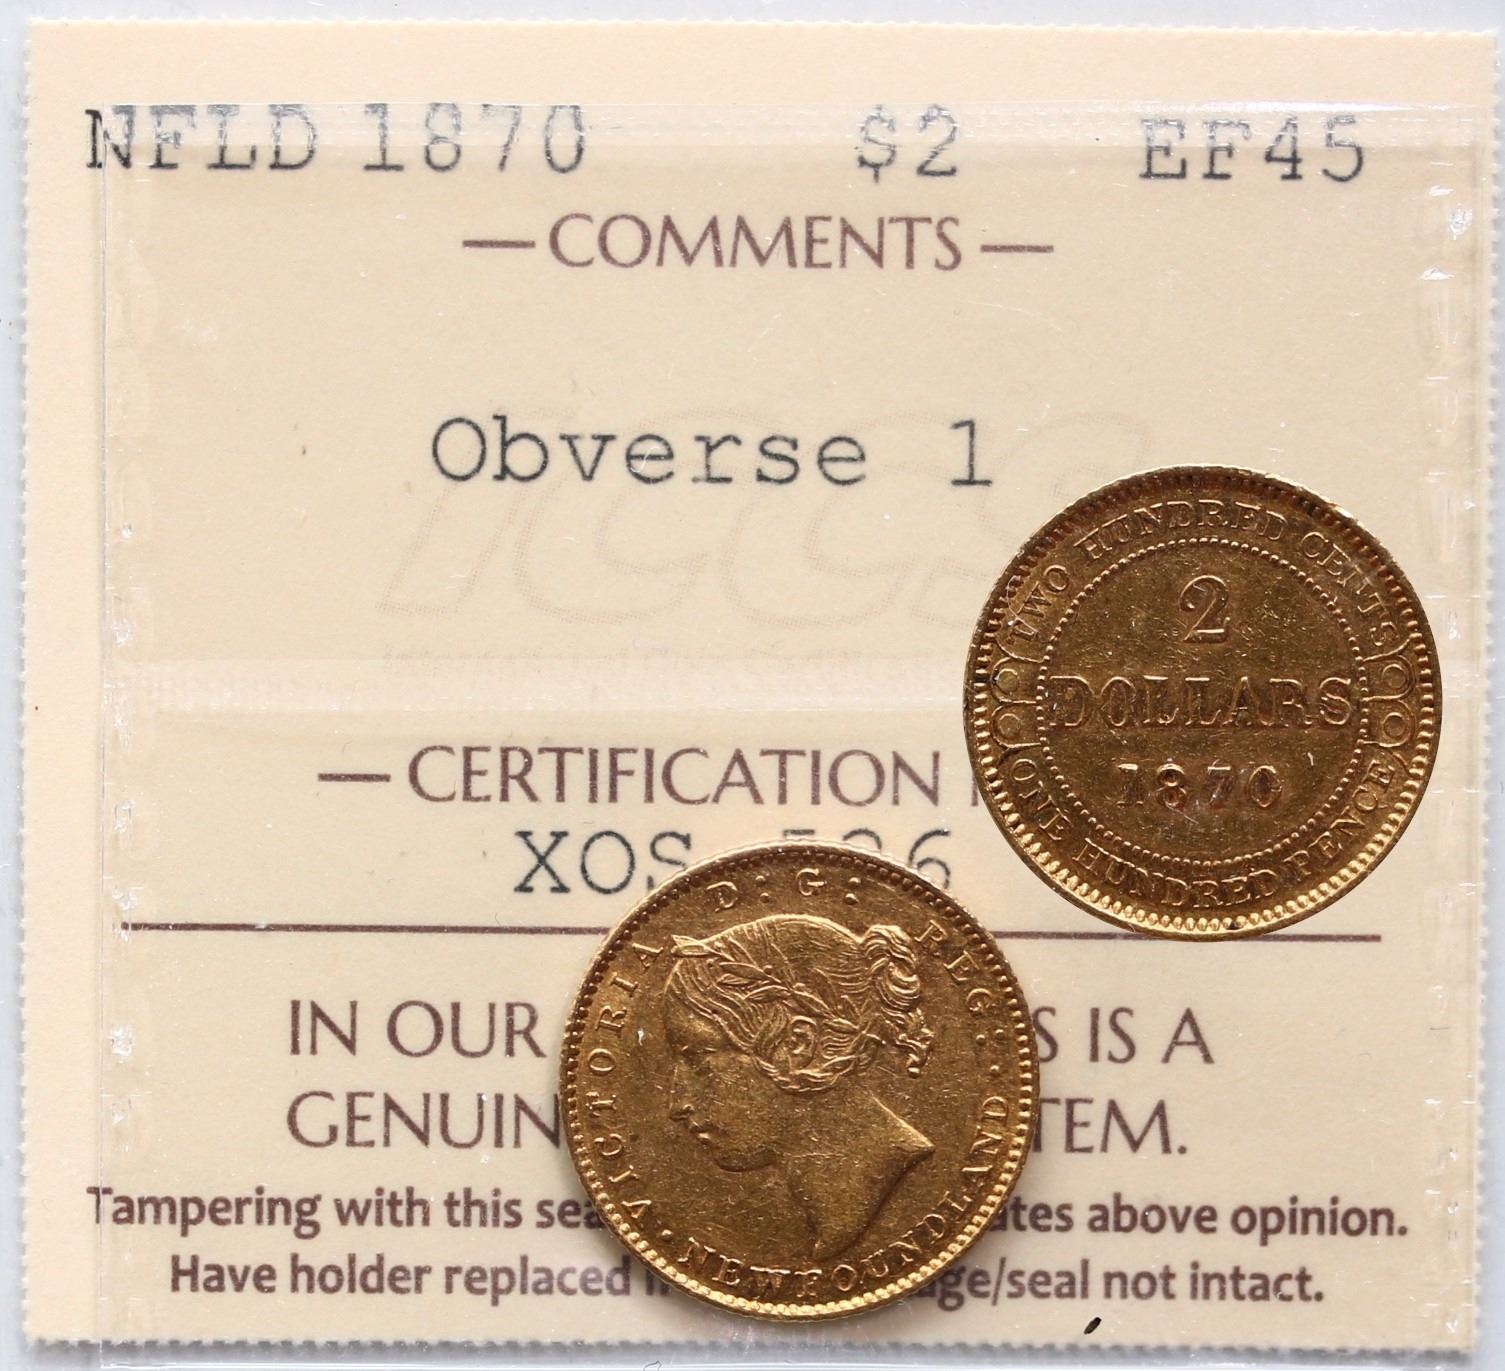 NFLD 1870 $2 EF45
— COMMENTS —
Obverse 1
ICCS
— CERTIFICATION
XOS
IN OUR S IS A
GENUIN TEM.
Tampering with this sea ates above opinion.
Have holder replaced i ge/seal not intact.
TWO HUNDRED CENTS
2
DOLLARS
1870
ONE HUNDRED PENCE
VICTORIA D: G: REG:
· NEWFOUNDLAND